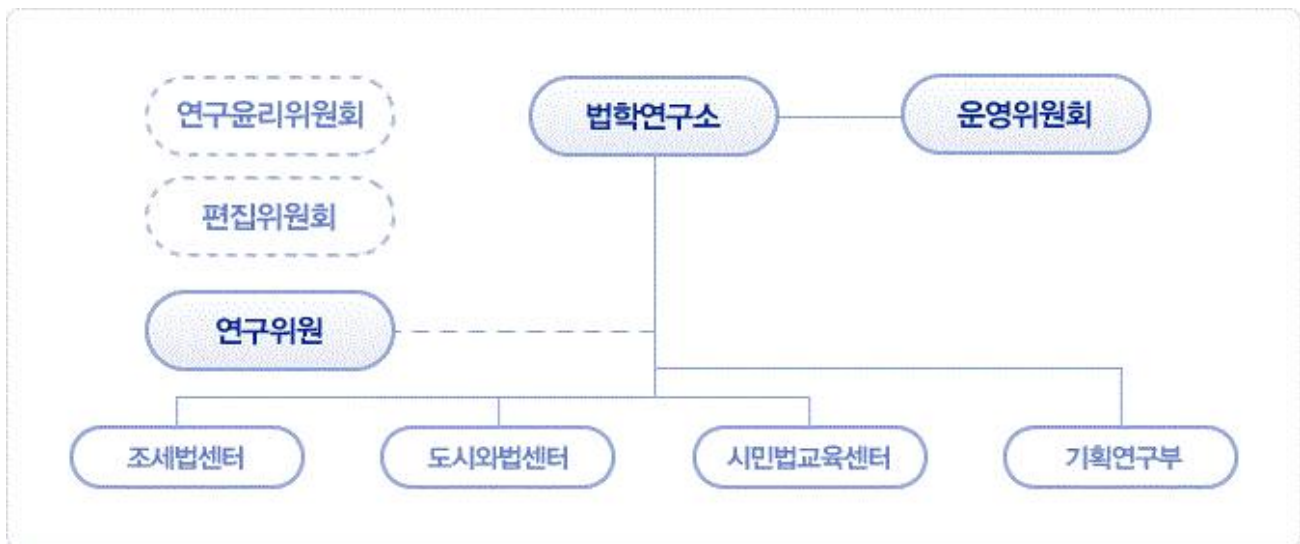 연구윤리위원회
법학연구소
운영위원회
편집위원회
연구위원
조세법센터
도시와법센터
시민법교육센터
기획연구부